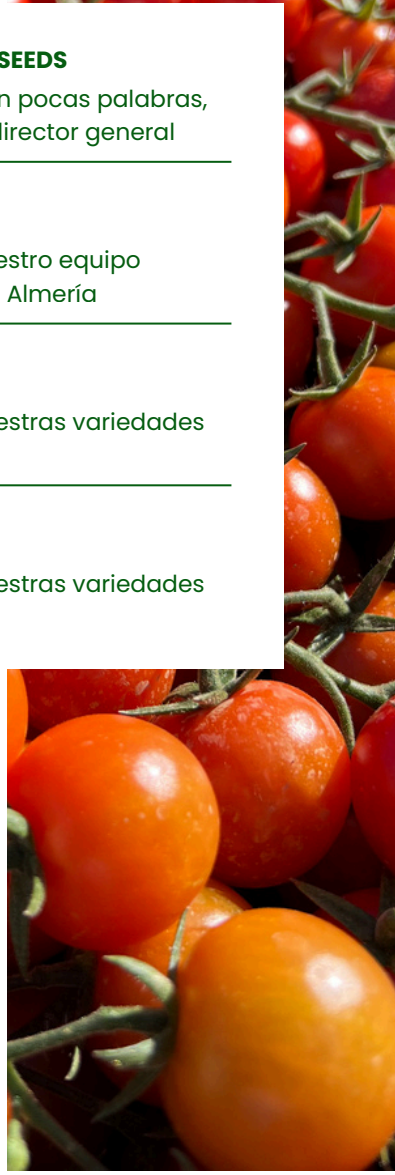 SEEDS
n pocas palabras,
director general
estro equipo
Almería
estras variedades
estras variedades